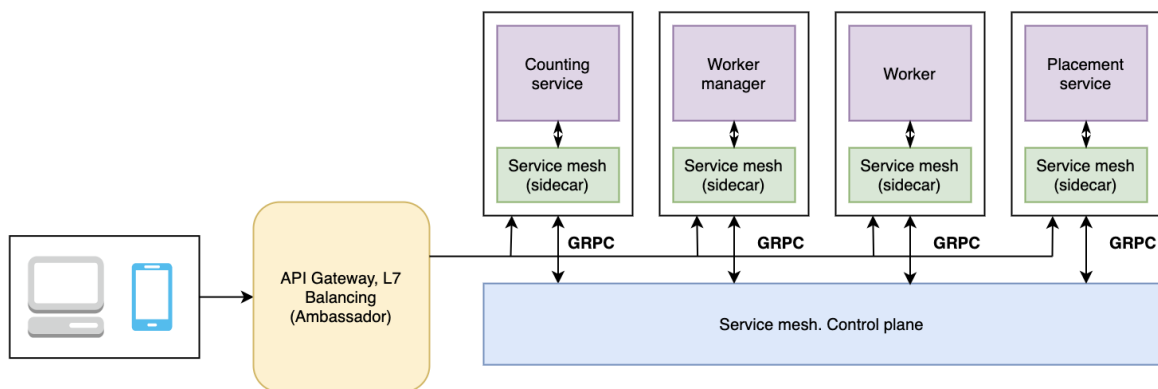 Counting
service
Worker
manager
Worker
Placement
service
Service mesh
(sidecar)
Service mesh
(sidecar)
Service mesh
(sidecar)
Service mesh
(sidecar)
GRPC
GRPC
GRPC
GRPC
API Gateway, L7
Balancing
(Ambassador)
Service mesh. Control plane